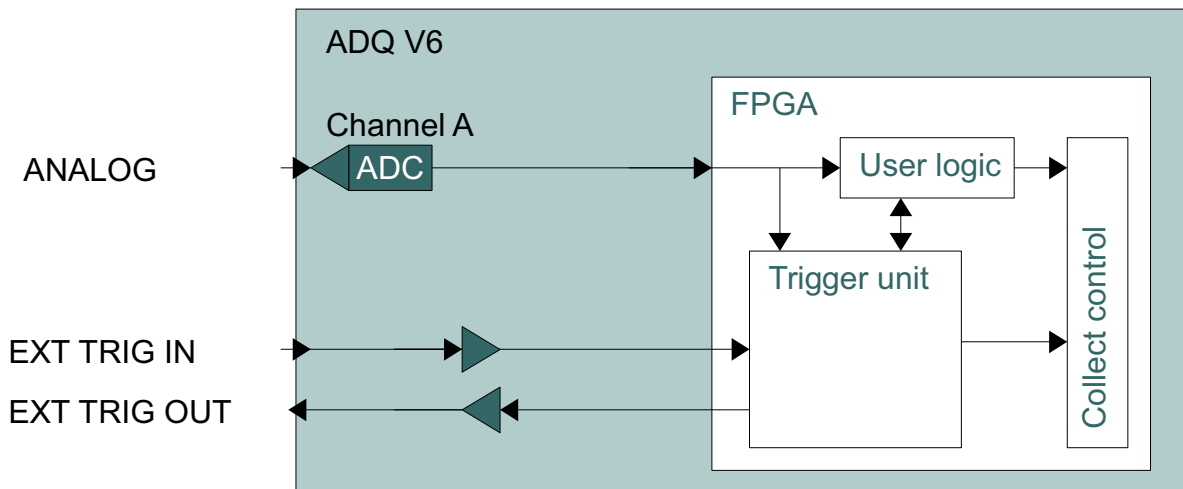 ADQ V6
FPGA
Channel A
ANALOG
ADC
User logic
Trigger unit
Collect control
EXT TRIG IN
EXT TRIG OUT